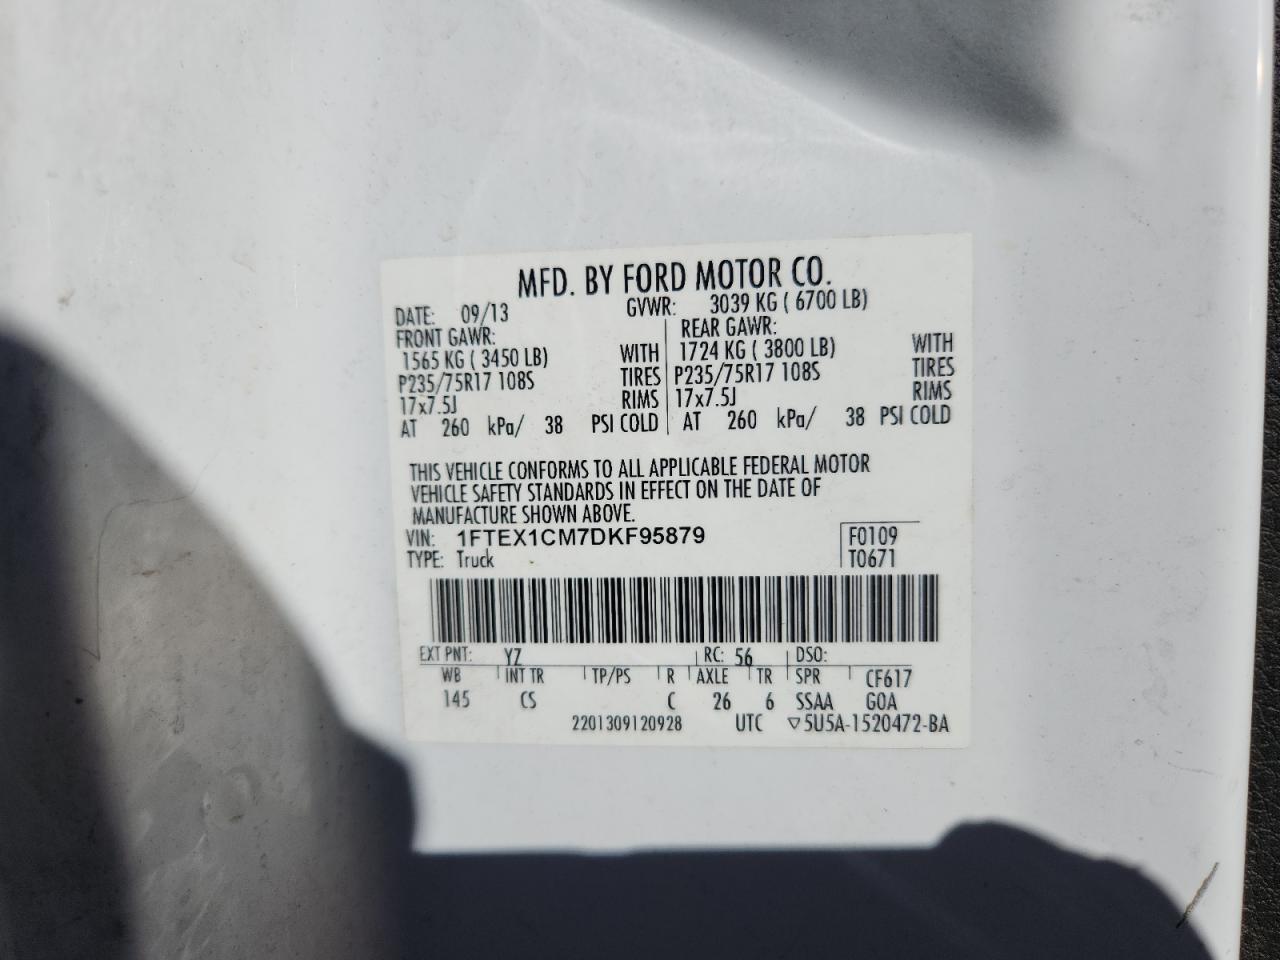 MFD. BY FORD MOTOR CO.
DATE: 09/13 GVWR: 3039 KG ( 6700 LB)
FRONT GAWR: REAR GAWR:
1565 KG ( 3450 LB) WITH 1724 KG ( 3800 LB) WITH
P235/75R17 108S TIRES P235/75R17 108S TIRES
17x7.5J RIMS 17x7.5J RIMS
AT 260 kPa/ 38 PSI COLD AT 260 kPa/ 38 PSI COLD
THIS VEHICLE CONFORMS TO ALL APPLICABLE FEDERAL MOTOR
VEHICLE SAFETY STANDARDS IN EFFECT ON THE DATE OF
MANUFACTURE SHOWN ABOVE.
VIN: 1FTEX1CM7DKF95879 F0109
TYPE: Truck T0671
EXT PNT: YZ RC: 56 DSO:
WB INT TR TP/PS R AXLE TR SPR CF617
145 CS C 26 6 SSAA GOA
2201309120928 UTC ▽5U5A-1520472-BA